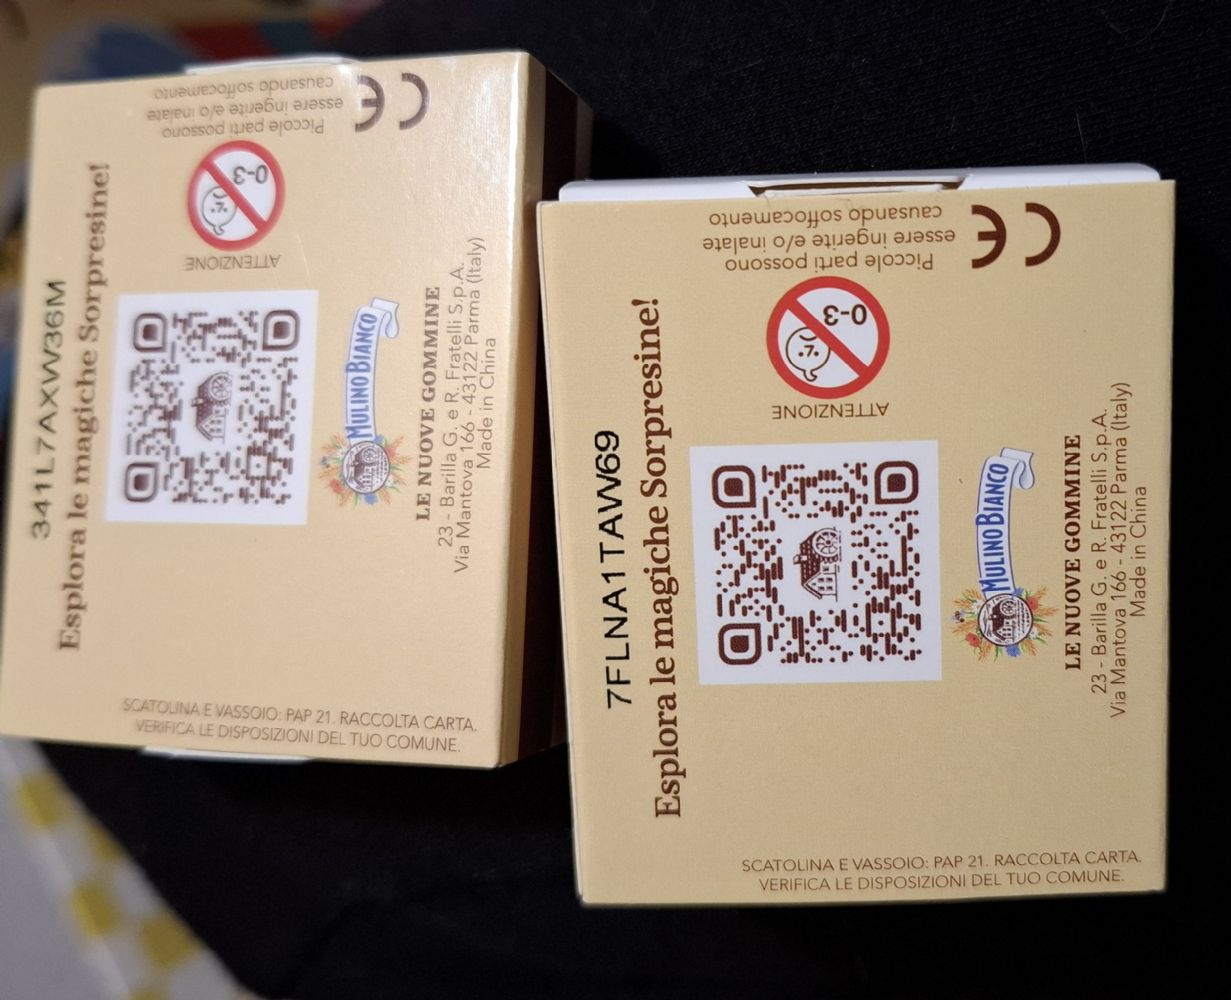 341L7AXW36M
Esplora le magiche Sorpresine!
MULINO BIANCO
LE NUOVE GOMMINE
23 - Barilla G. e R. Fratelli S.p.A.
Via Mantova 166 - 43122 Parma (Italy)
Made in China
ATTENZIONE
0-3
Piccole parti possono
essere ingerite e/o inalate
causando soffocamento
CE
SCATOLINA E VASSOIO: PAP 21. RACCOLTA CARTA.
VERIFICA LE DISPOSIZIONI DEL TUO COMUNE.
7FLNA1TAW69
Esplora le magiche Sorpresine!
MULINO BIANCO
LE NUOVE GOMMINE
23 - Barilla G. e R. Fratelli S.p.A.
Via Mantova 166 - 43122 Parma (Italy)
Made in China
ATTENZIONE
0-3
Piccole parti possono
essere ingerite e/o inalate
causando soffocamento
CE
SCATOLINA E VASSOIO: PAP 21. RACCOLTA CARTA.
VERIFICA LE DISPOSIZIONI DEL TUO COMUNE.